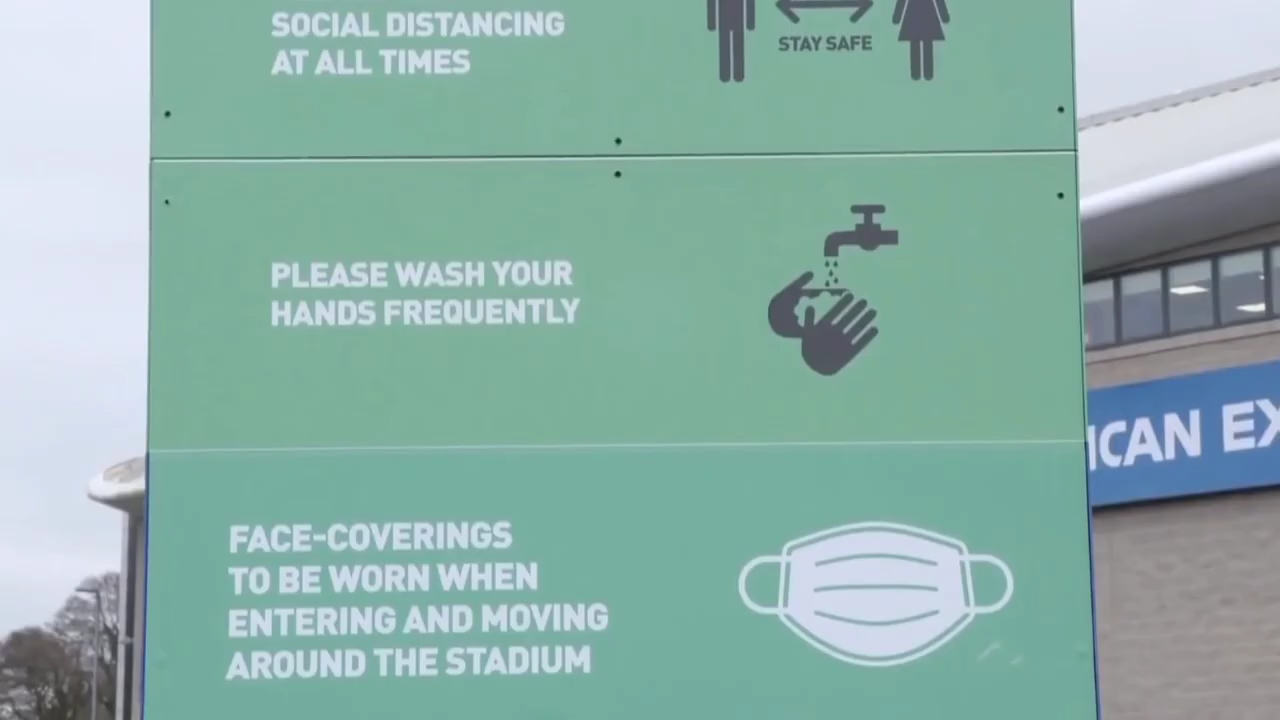 SOCIAL DISTANCING
AT ALL TIMES
STAY SAFE
PLEASE WASH YOUR
HANDS FREQUENTLY
ICAN EX
FACE-COVERINGS
TO BE WORN WHEN
ENTERING AND MOVING
AROUND THE STADIUM